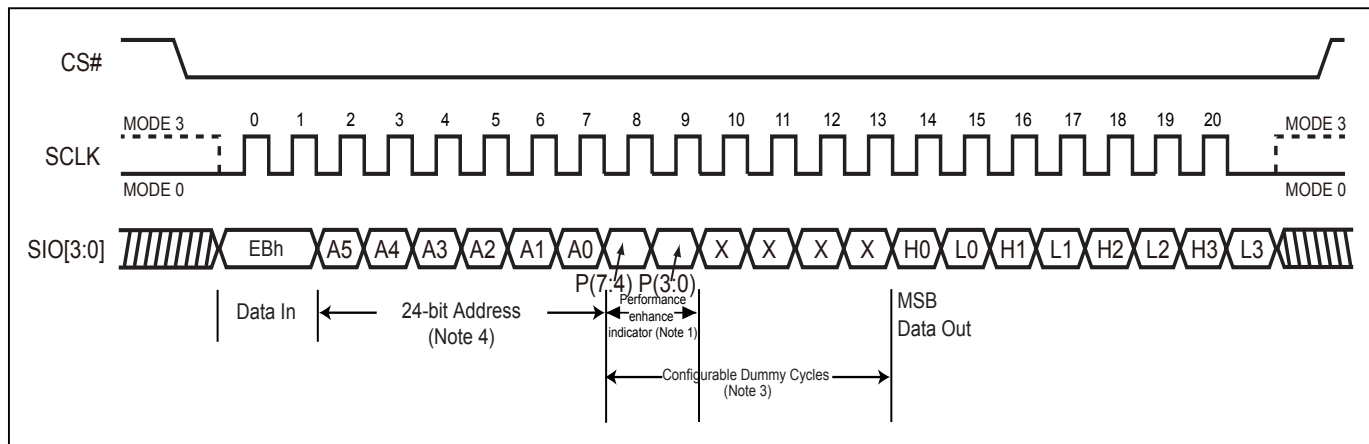 CS#
MODE 3
0 1 2 3 4 5 6 7 8 9 10 11 12 13 14 15 16 17 18 19 20
MODE 3
SCLK
MODE 0
MODE 0
SIO[3:0]
EBh A5 A4 A3 A2 A1 A0 X X X X H0 L0 H1 L1 H2 L2 H3 L3
P(7:4) P(3:0)
Data In
24-bit Address
(Note 4)
Performance
enhance
indicator (Note 1)
MSB
Data Out
Configurable Dummy Cycles
(Note 3)